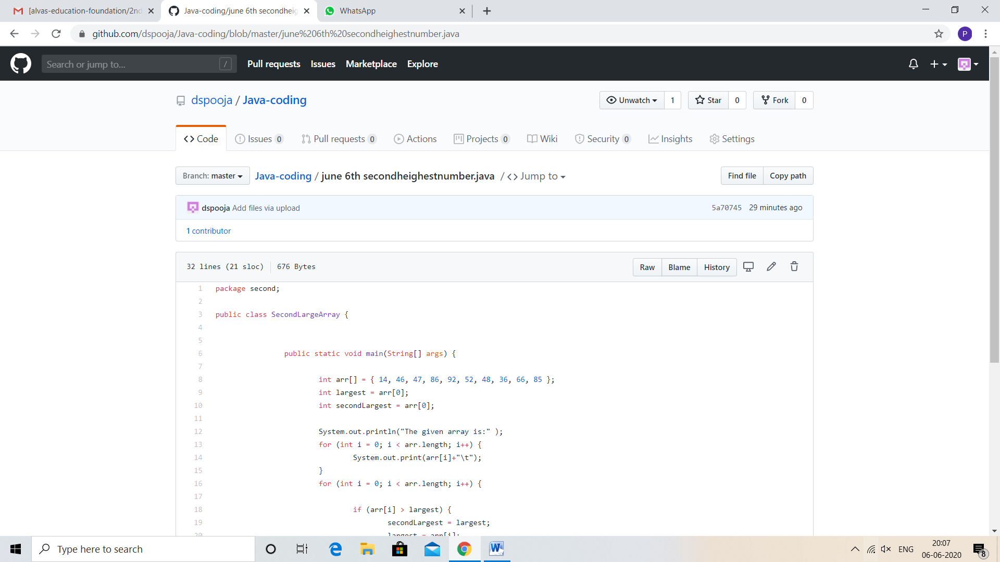 [alvas-education-foundation/2nd
Java-coding/june 6th secondheig
WhatsApp
github.com/dspooja/Java-coding/blob/master/june%206th%20secondheighestnumber.java
P
Search or jump to...
/
Pull requests
Issues
Marketplace
Explore
dspooja / Java-coding
Unwatch 1
Star 0
Fork 0
Code
Issues 0
Pull requests 0
Actions
Projects 0
Wiki
Security 0
Insights
Settings
Branch: master
Java-coding / june 6th secondheighestnumber.java / <> Jump to
Find file
Copy path
dspooja Add files via upload
5a70745 29 minutes ago
1 contributor
32 lines (21 sloc) 676 Bytes
Raw
Blame
History
1 package second;
2
3 public class SecondLargeArray {
4
5
6 public static void main(String[] args) {
7
8 int arr[] = { 14, 46, 47, 86, 92, 52, 48, 36, 66, 85 };
9 int largest = arr[0];
10 int secondLargest = arr[0];
11
12 System.out.println("The given array is:" );
13 for (int i = 0; i < arr.length; i++) {
14 System.out.print(arr[i]+"\t");
15 }
16 for (int i = 0; i < arr.length; i++) {
17
18 if (arr[i] > largest) {
19 secondLargest = largest;
20 largest = arr[i];
Type here to search
ENG
20:07
06-06-2020
8